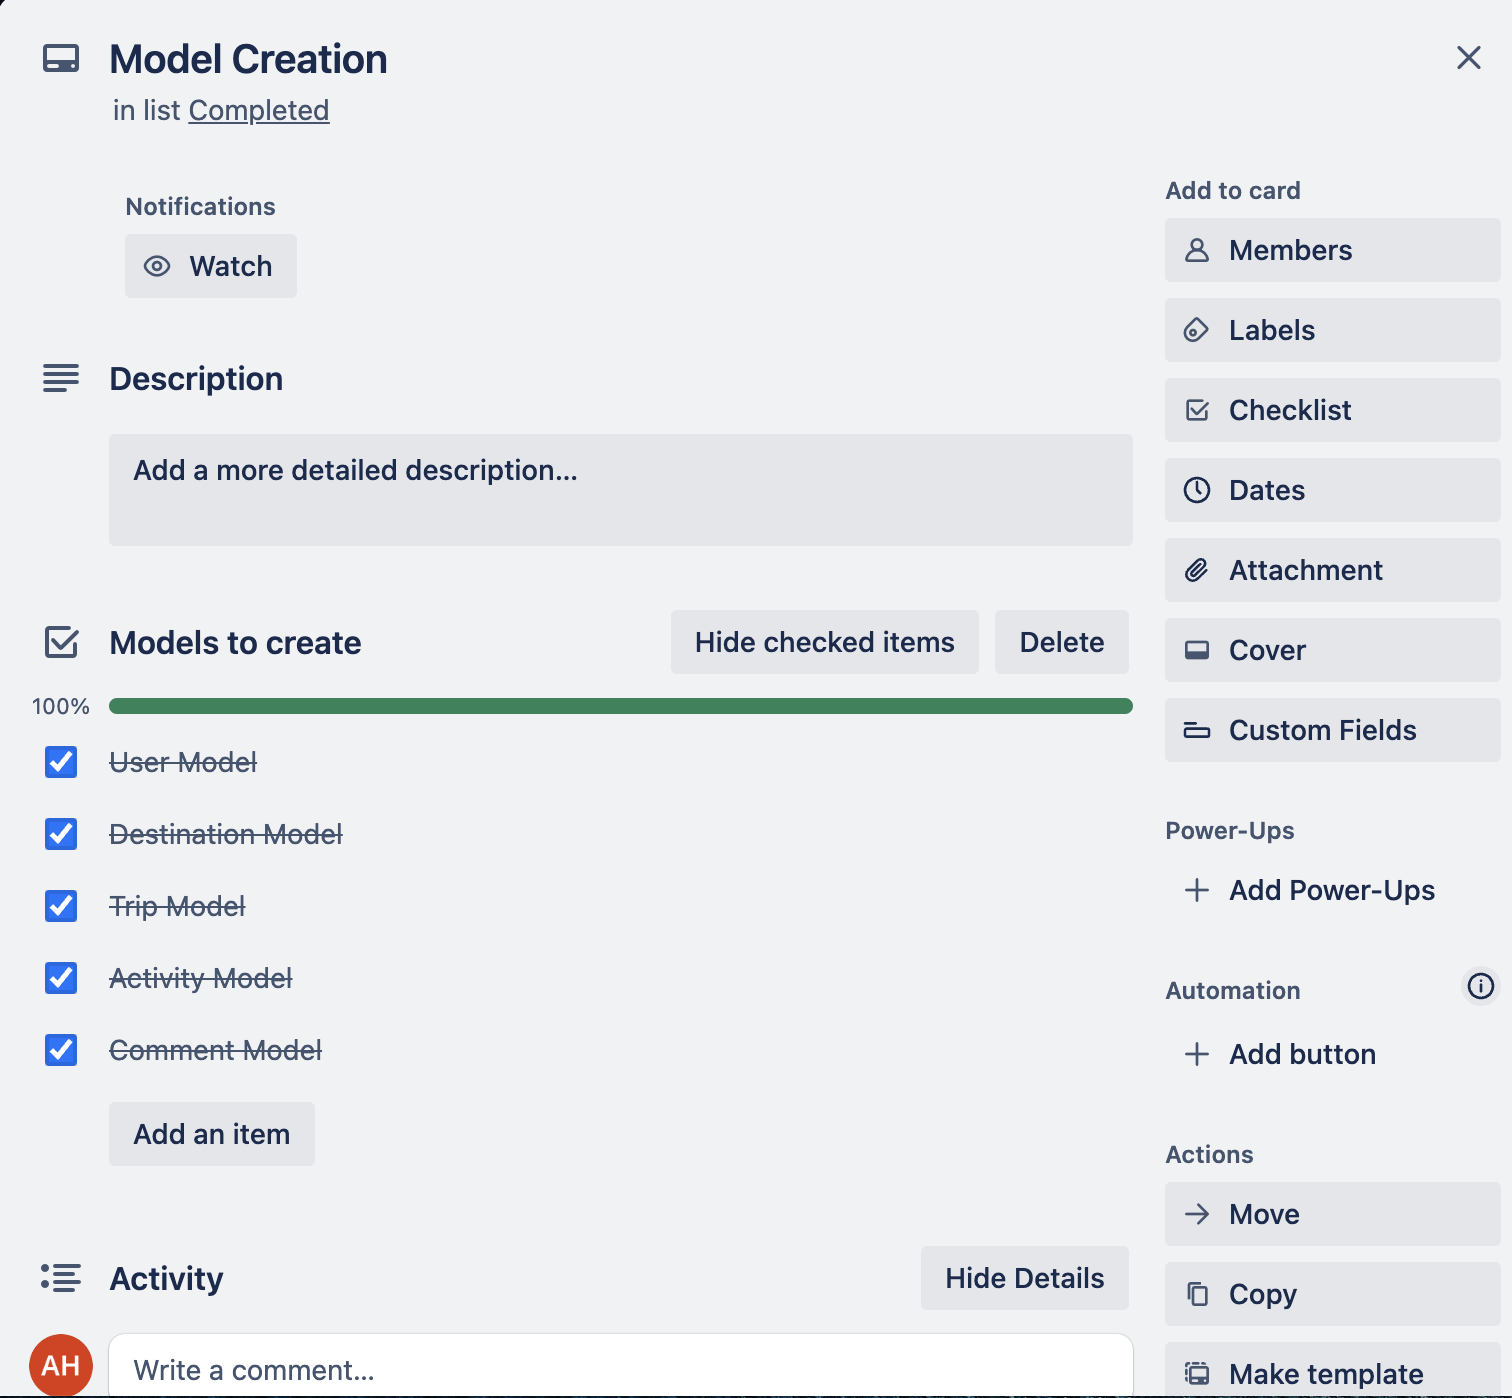 Model Creation
in list Completed
Notifications
Watch
Description
Add a more detailed description...
Models to create
Hide checked items
Delete
100%
User Model
Destination Model
Trip Model
Activity Model
Comment Model
Add an item
Activity
Hide Details
AH
Write a comment...
Add to card
Members
Labels
Checklist
Dates
Attachment
Cover
Custom Fields
Power-Ups
Add Power-Ups
Automation
Add button
Actions
Move
Copy
Make template